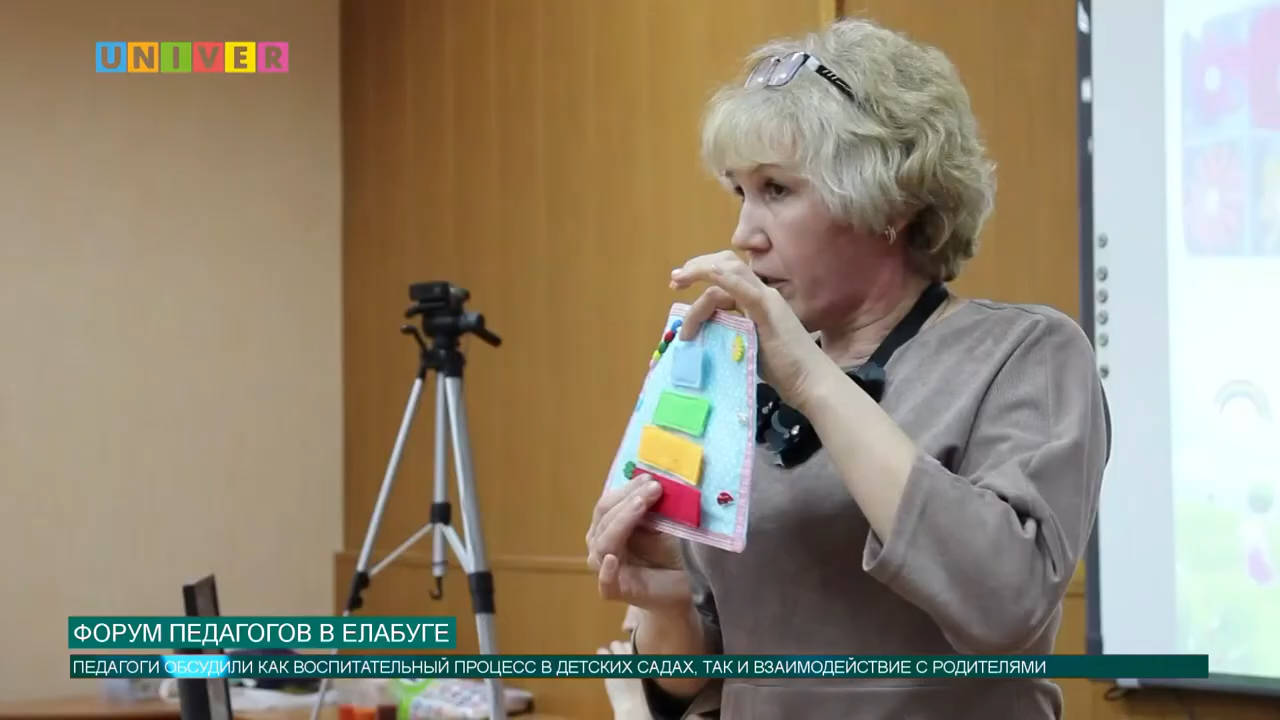 UNIVER
ФОРУМ ПЕДАГОГОВ В ЕЛАБУГЕ
ПЕДАГОГИ ОБСУДИЛИ КАК ВОСПИТАТЕЛЬНЫЙ ПРОЦЕСС В ДЕТСКИХ САДАХ, ТАК И ВЗАИМОДЕЙСТВИЕ С РОДИТЕЛЯМИ